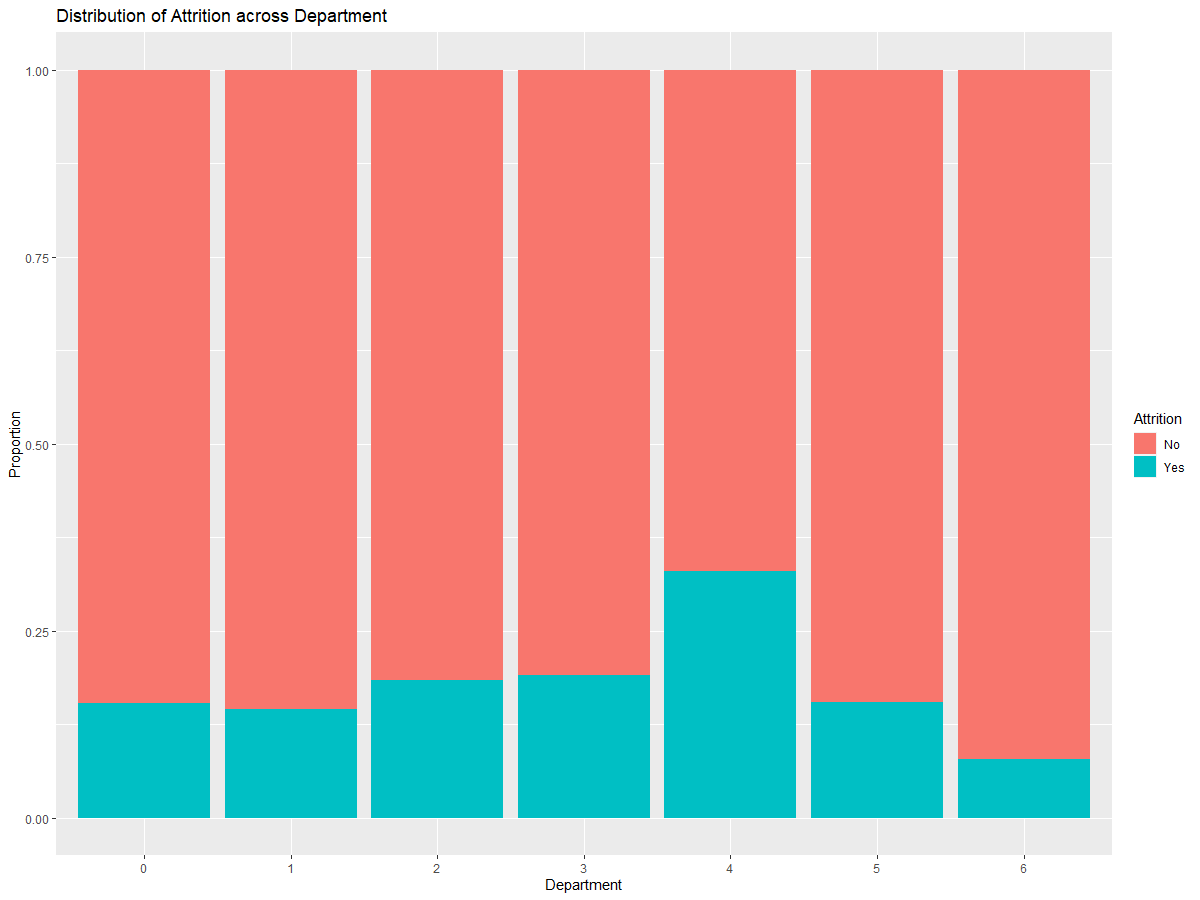 Distribution of Attrition across Department
Proportion
1.00
0.75
0.50
0.25
0.00
0 1 2 3 4 5 6
Department
Attrition
No
Yes